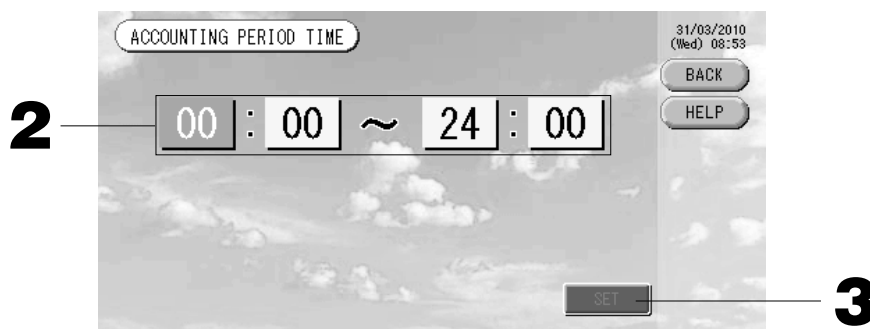 ACCOUNTING PERIOD TIME
31/03/2010
(Wed) 08:53
BACK
HELP
2
00 : 00 ～ 24 : 00
SET
3